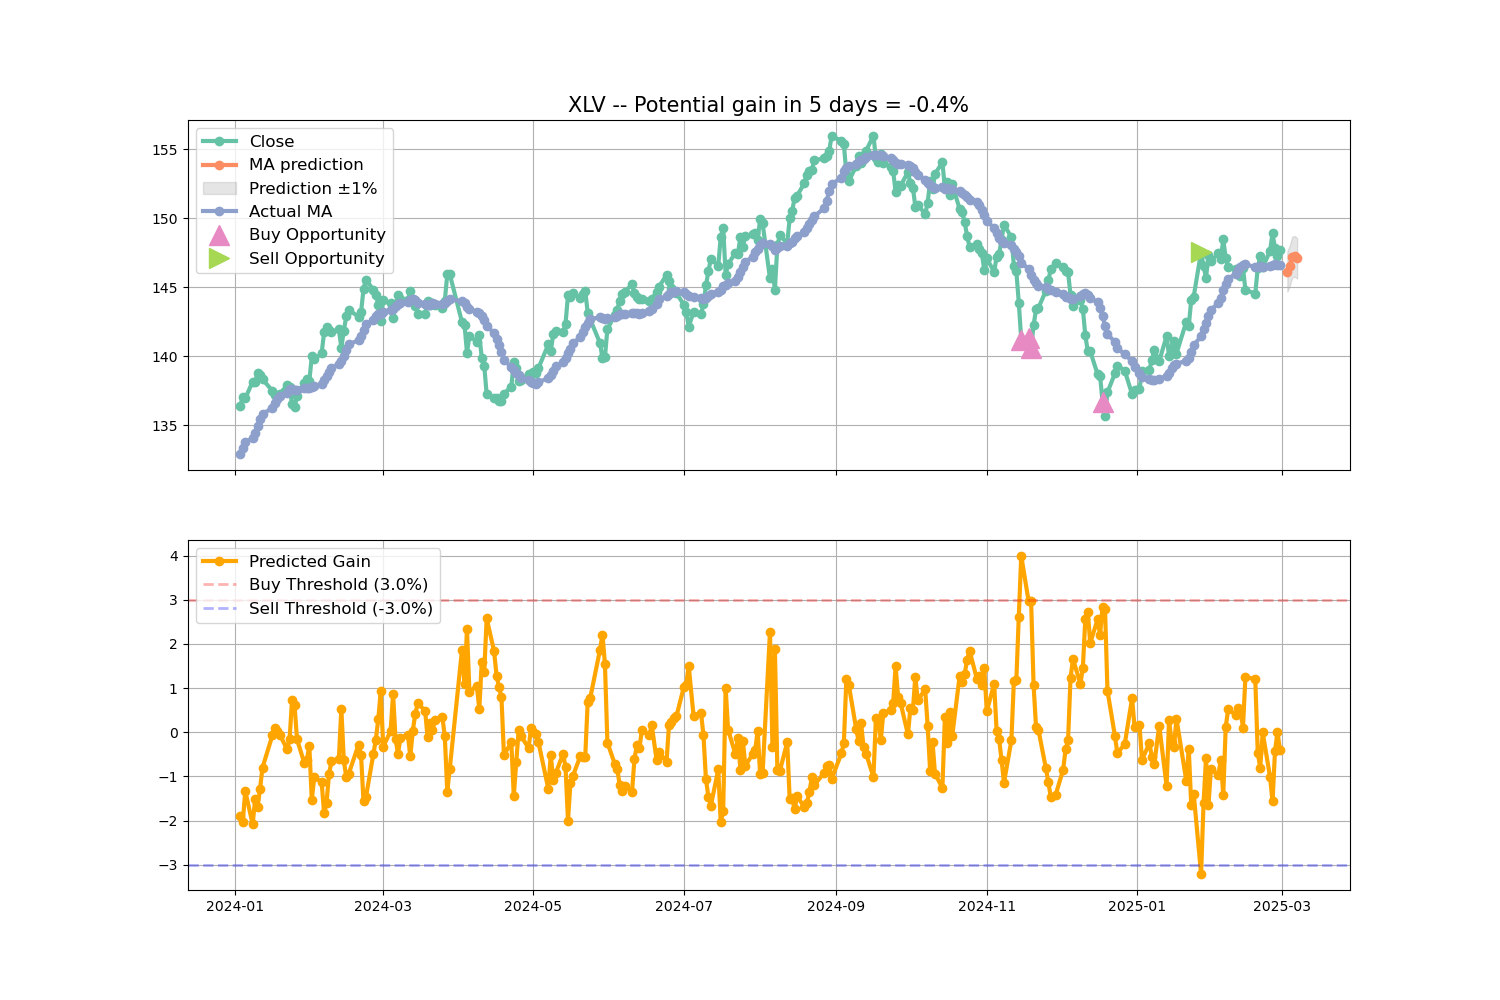 XLV -- Potential gain in 5 days = -0.4%
Close
MA prediction
Prediction ±1%
Actual MA
Buy Opportunity
Sell Opportunity
155
150
145
140
135
Predicted Gain
Buy Threshold (3.0%)
Sell Threshold (-3.0%)
4
3
2
1
0
−1
−2
−3
2024-01 2024-03 2024-05 2024-07 2024-09 2024-11 2025-01 2025-03